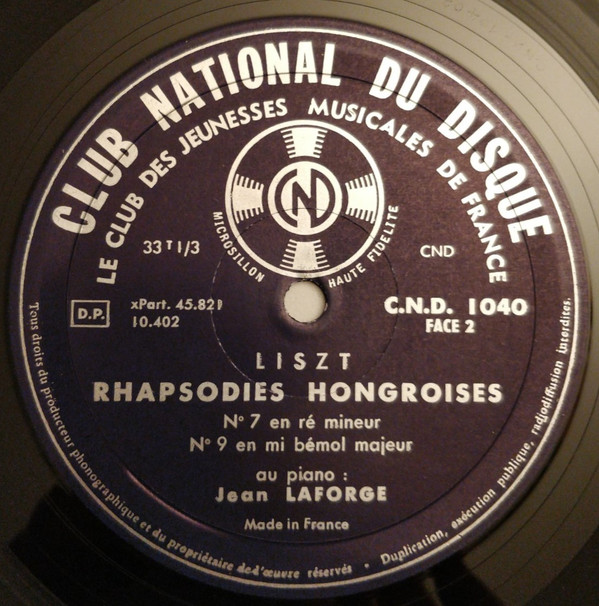 CLUB NATIONAL DU DISQUE
LE CLUB DES JEUNESSES MUSICALES DE FRANCE
CND
MICROSILLON
HAUTE FIDELITE
33 T 1/3
CND
D.P.
xPart. 45.821
10.402
C.N.D. 1040
FACE 2
LISZT
RHAPSODIES HONGROISES
Nº 7 en ré mineur
Nº 9 en mi bémol majeur
au piano :
Jean LAFORGE
Made in France
Tous droits du producteur phonographique et du propriétaire de d'œuvre réservés • Duplication, exécution publique, radiodiffusion interdites.